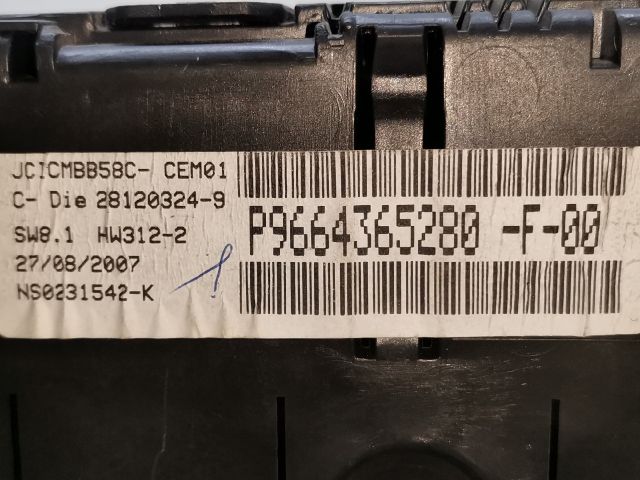 JCICMBB58C- CEM01
C- Die 28120324-9
SW8.1 HW312-2
27/08/2007
NS0231542-K
P9664365280 -F-00